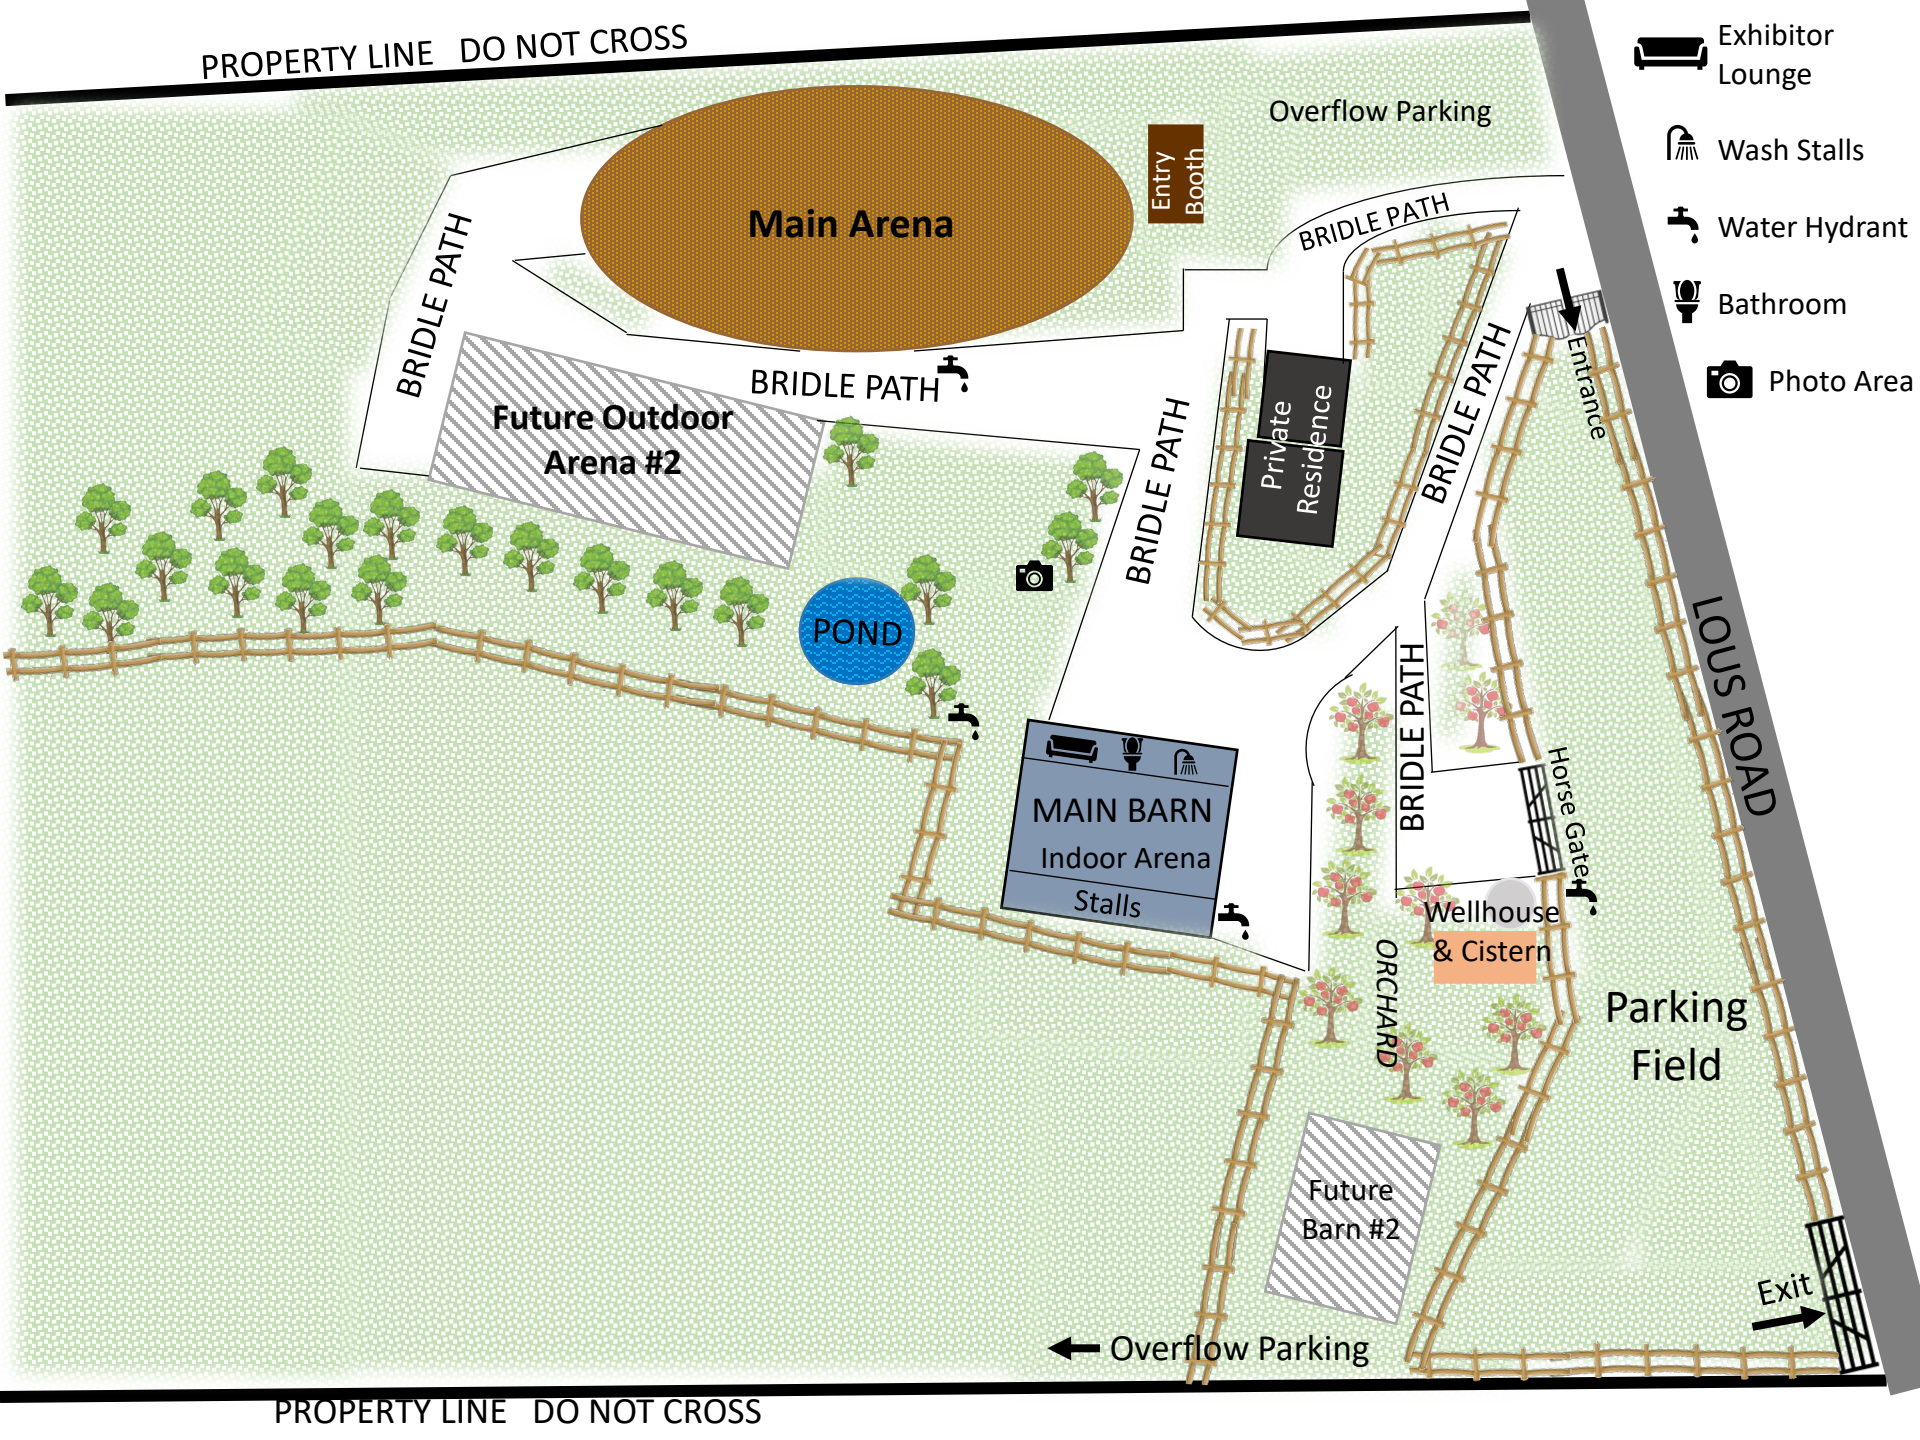 PROPERTY LINE   DO NOT CROSS
Exhibitor
Lounge
Wash Stalls
Water Hydrant
Bathroom
Photo Area
Overflow Parking
Entry
Booth
Main Arena
BRIDLE PATH
BRIDLE PATH
BRIDLE PATH
Future Outdoor
Arena #2
BRIDLE PATH
BRIDLE PATH
Private
Residence
Entrance
POND
LOUS ROAD
BRIDLE PATH
Horse Gate
MAIN BARN
Indoor Arena
Stalls
Wellhouse
& Cistern
ORCHARD
Parking
Field
Future
Barn #2
Exit
Overflow Parking
PROPERTY LINE   DO NOT CROSS